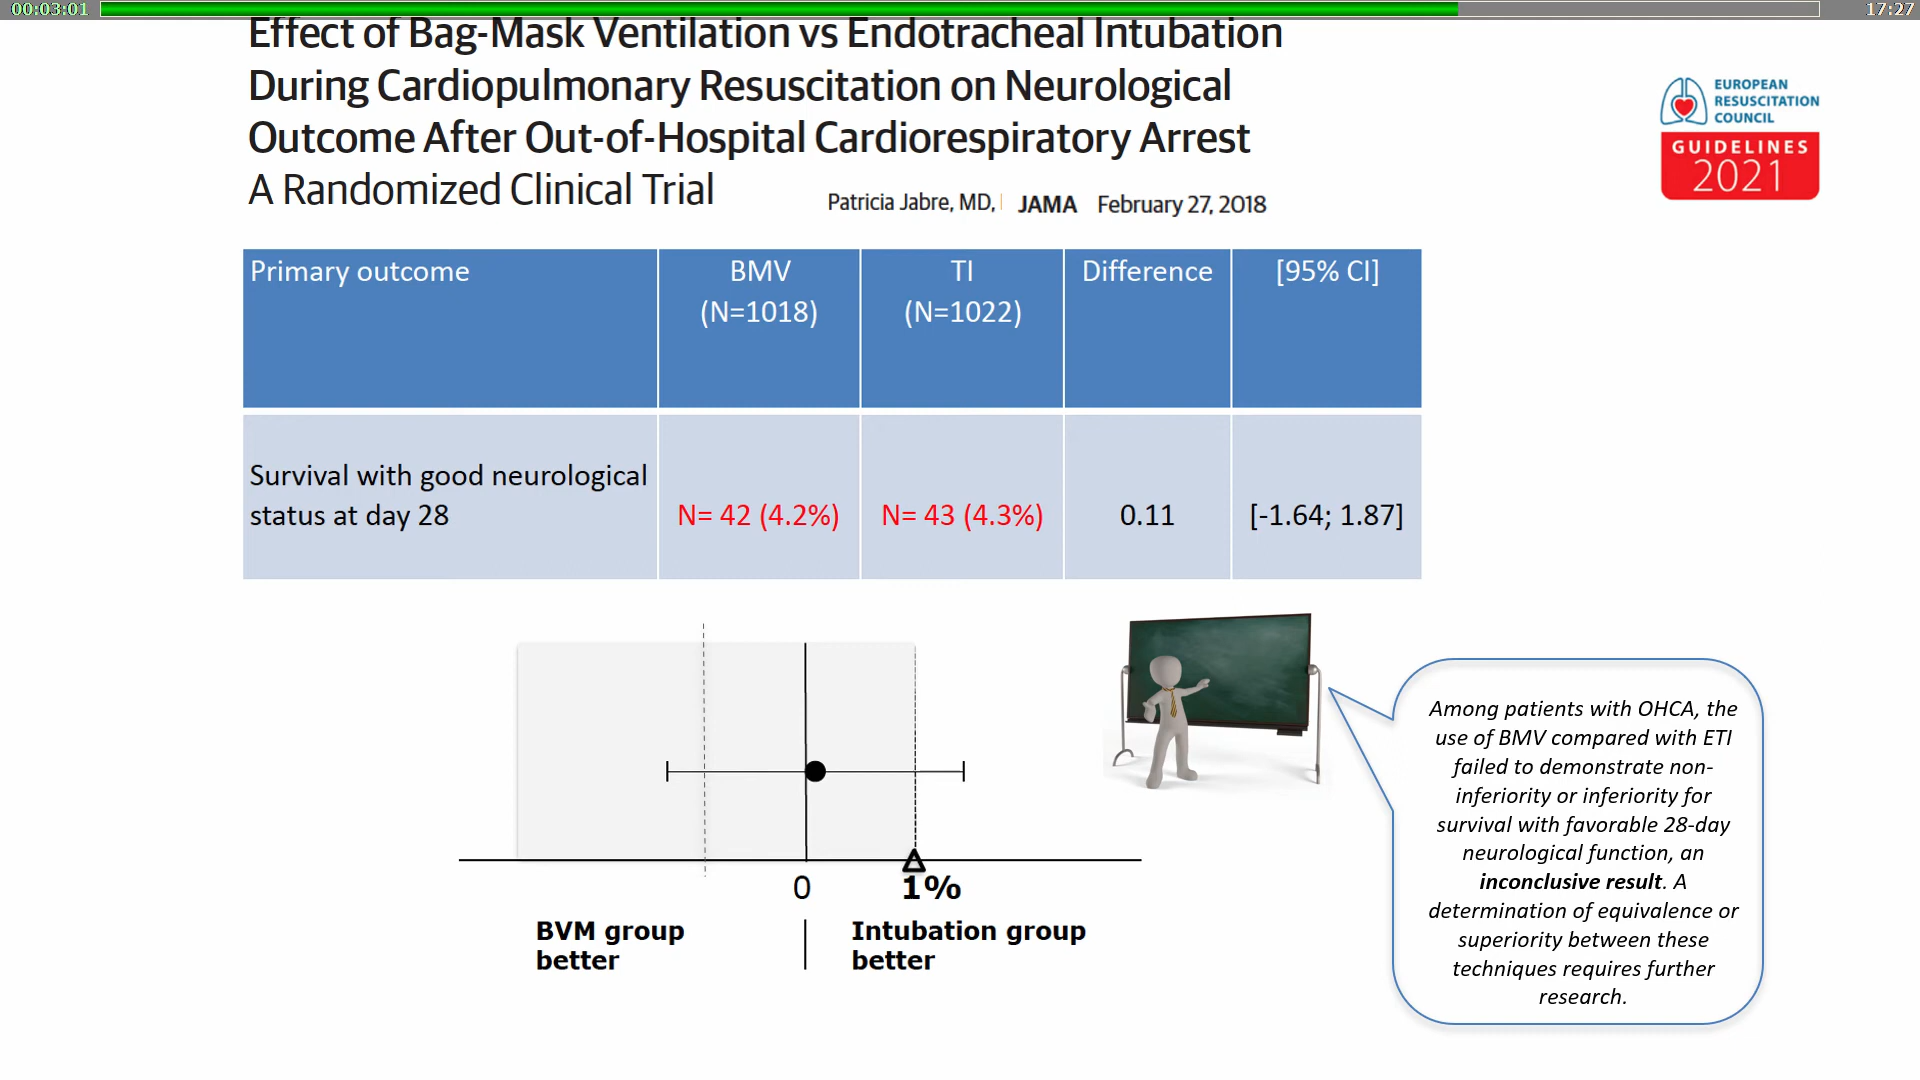 00:03:01
17:27
Effect of Bag-Mask Ventilation vs Endotracheal Intubation
During Cardiopulmonary Resuscitation on Neurological
Outcome After Out-of-Hospital Cardiorespiratory Arrest
A Randomized Clinical Trial
Patricia Jabre, MD,
JAMA
February 27, 2018
EUROPEAN
RESUSCITATION
COUNCIL
GUIDELINES
2021
Primary outcome
BMV
(N=1018)
TI
(N=1022)
Difference
[95% CI]
Survival with good neurological
status at day 28
N= 42 (4.2%)
N= 43 (4.3%)
0.11
[-1.64; 1.87]
0
Δ
1%
BVM group
better
Intubation group
better
Among patients with OHCA, the
use of BMV compared with ETI
failed to demonstrate non-
inferiority or inferiority for
survival with favorable 28-day
neurological function, an
inconclusive result. A
determination of equivalence or
superiority between these
techniques requires further
research.